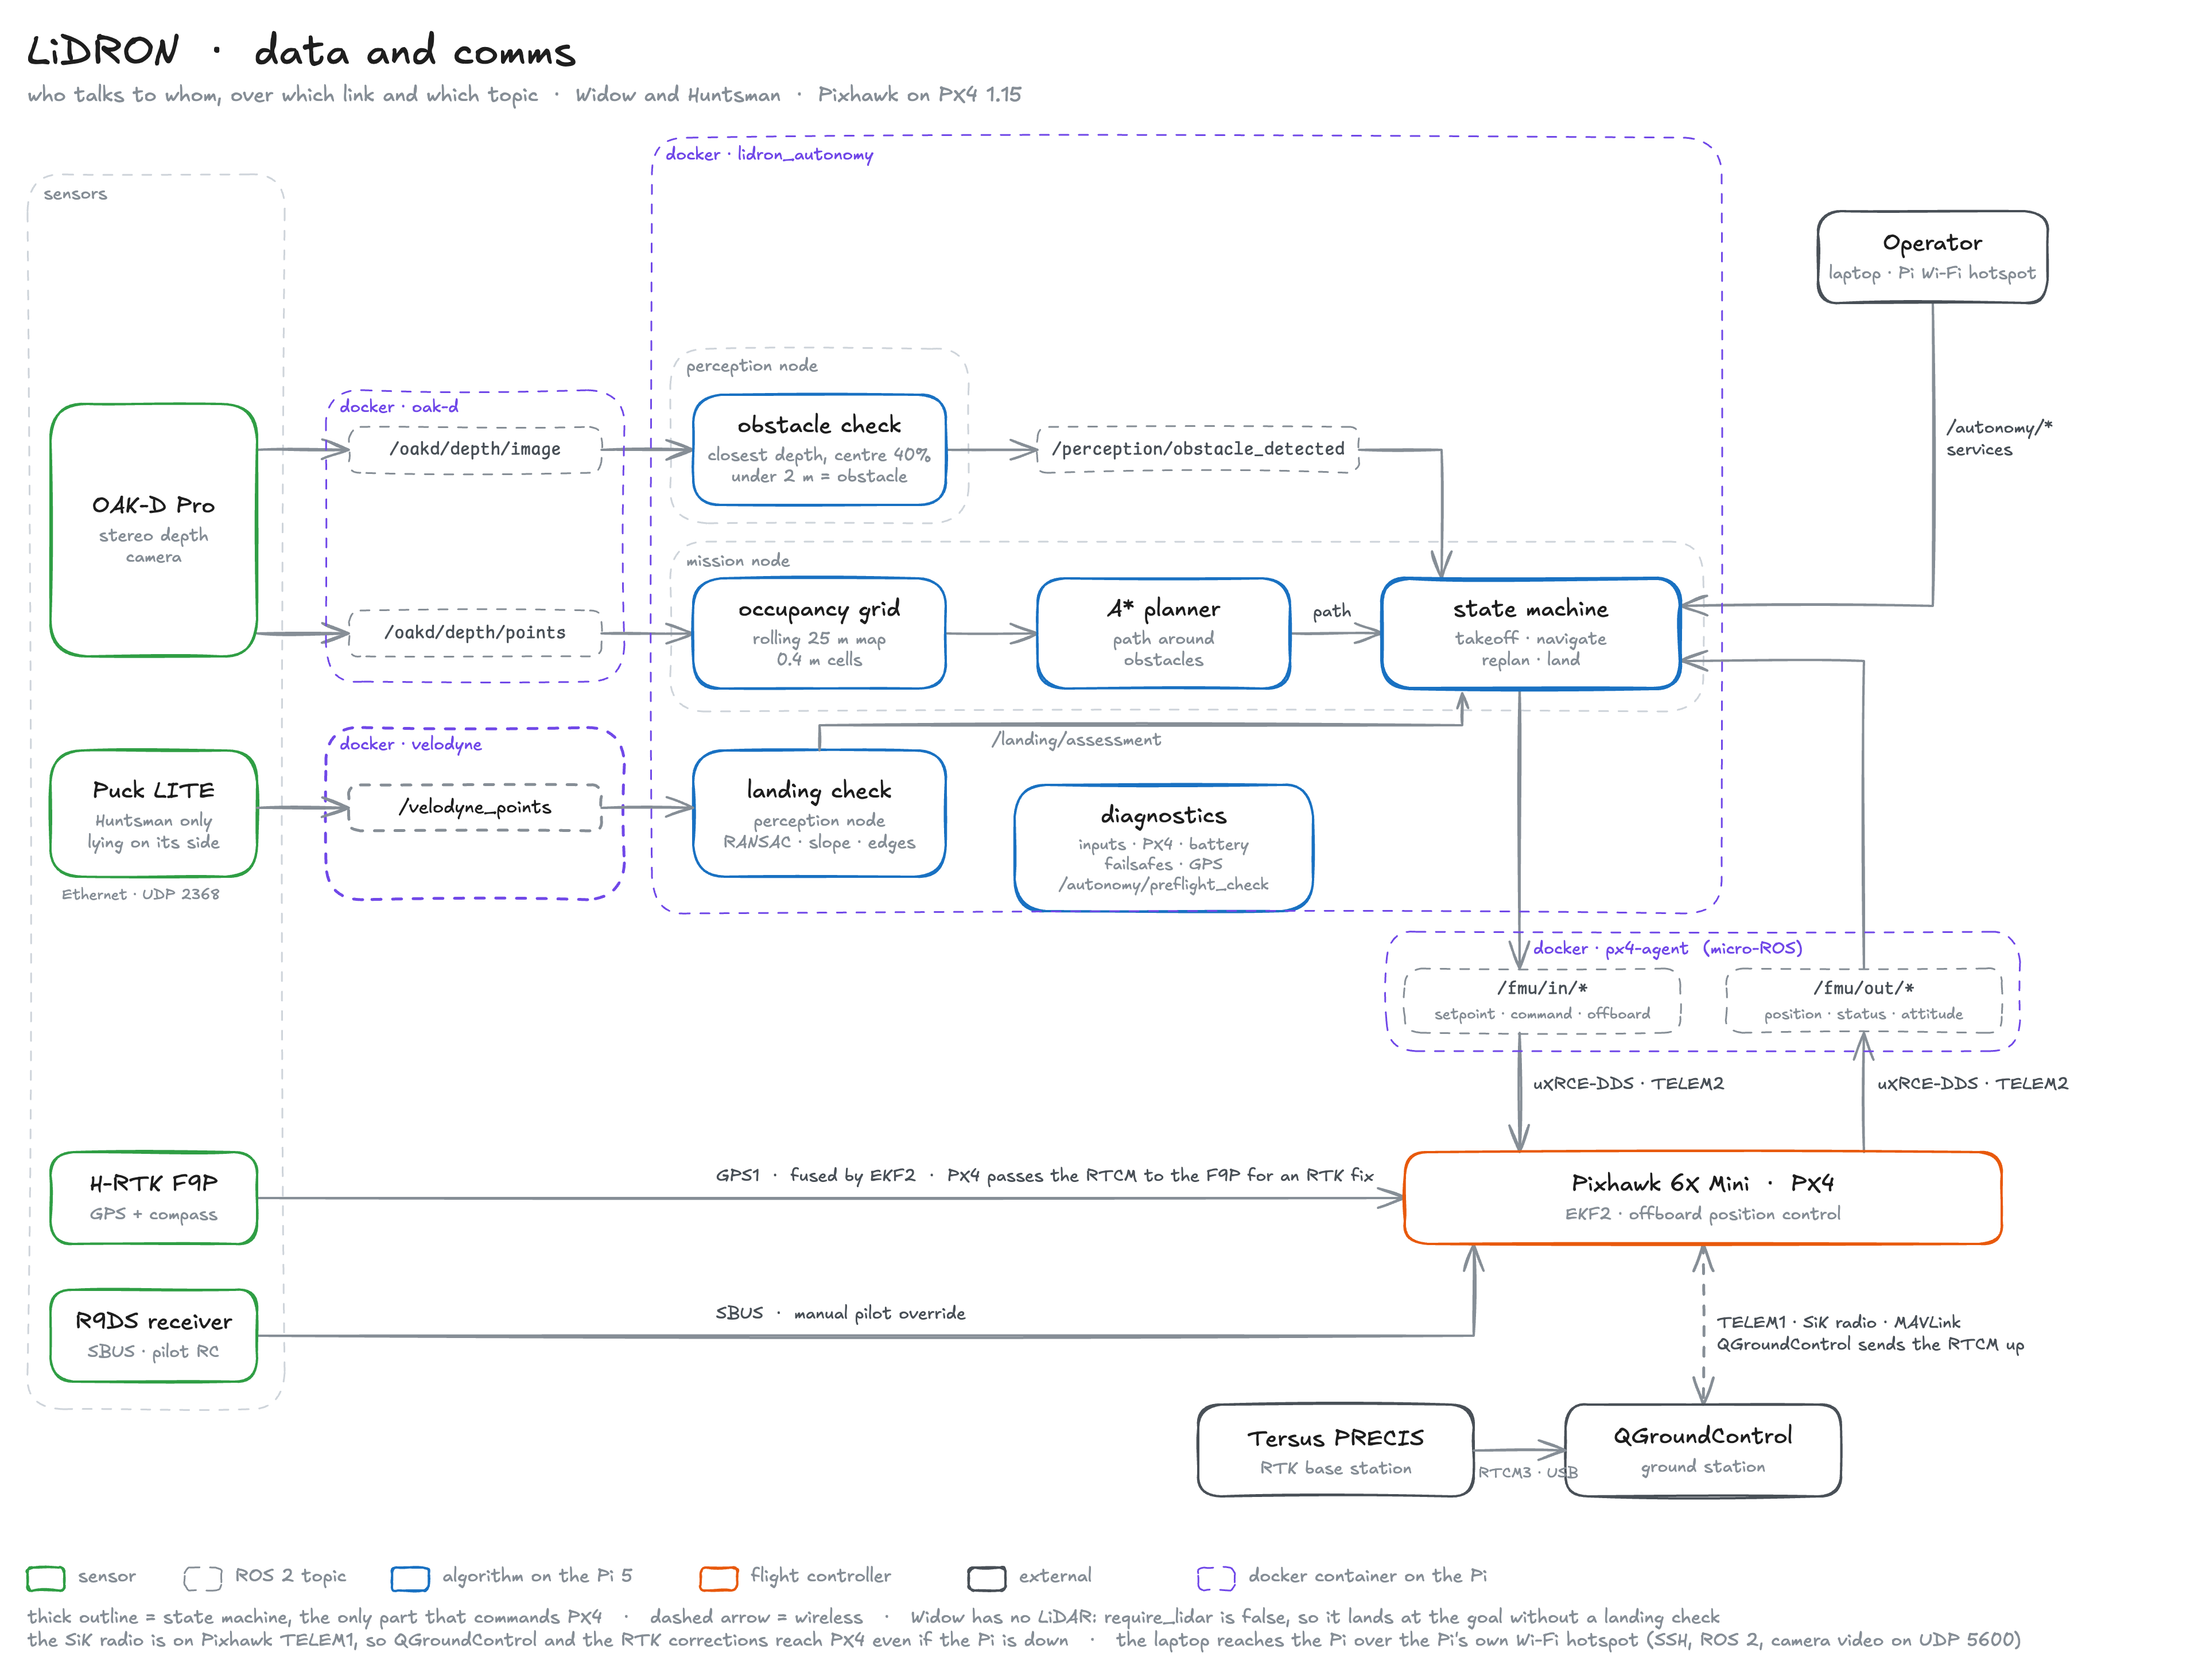 LiDRON · data and comms
who talks to whom, over which link and which topic · Widow and Huntsman · Pixhawk on PX4 1.15
docker · lidron_autonomy
sensors
Operator
laptop · Pi Wi-Fi hotspot
/autonomy/*
services
perception node
obstacle check
closest depth, centre 40%
under 2 m = obstacle
/perception/obstacle_detected
docker · oak-d
/oakd/depth/image
OAK-D Pro
stereo depth
camera
/oakd/depth/points
mission node
occupancy grid
rolling 25 m map
0.4 m cells
A* planner
path around
obstacles
path
state machine
takeoff · navigate
replan · land
/landing/assessment
docker · velodyne
Puck LITE
Huntsman only
lying on its side
Ethernet · UDP 2368
/velodyne_points
landing check
perception node
RANSAC · slope · edges
diagnostics
inputs · PX4 · battery
failsafes · GPS
/autonomy/preflight_check
docker · px4-agent (micro-ROS)
/fmu/in/*
setpoint · command · offboard
/fmu/out/*
position · status · attitude
uXRCE-DDS · TELEM2
uXRCE-DDS · TELEM2
H-RTK F9P
GPS + compass
GPS1 · fused by EKF2 · PX4 passes the RTCM to the F9P for an RTK fix
Pixhawk 6X Mini · PX4
EKF2 · offboard position control
R9DS receiver
SBUS · pilot RC
SBUS · manual pilot override
TELEM1 · SiK radio · MAVLink
QGroundControl sends the RTCM up
Tersus PRECIS
RTK base station
RTCM3 · USB
QGroundControl
ground station
sensor
ROS 2 topic
algorithm on the Pi 5
flight controller
external
docker container on the Pi
thick outline = state machine, the only part that commands PX4 · dashed arrow = wireless · Widow has no LiDAR: require_lidar is false, so it lands at the goal without a landing check
the SiK radio is on Pixhawk TELEM1, so QGroundControl and the RTK corrections reach PX4 even if the Pi is down · the laptop reaches the Pi over the Pi's own Wi-Fi hotspot (SSH, ROS 2, camera video on UDP 5600)